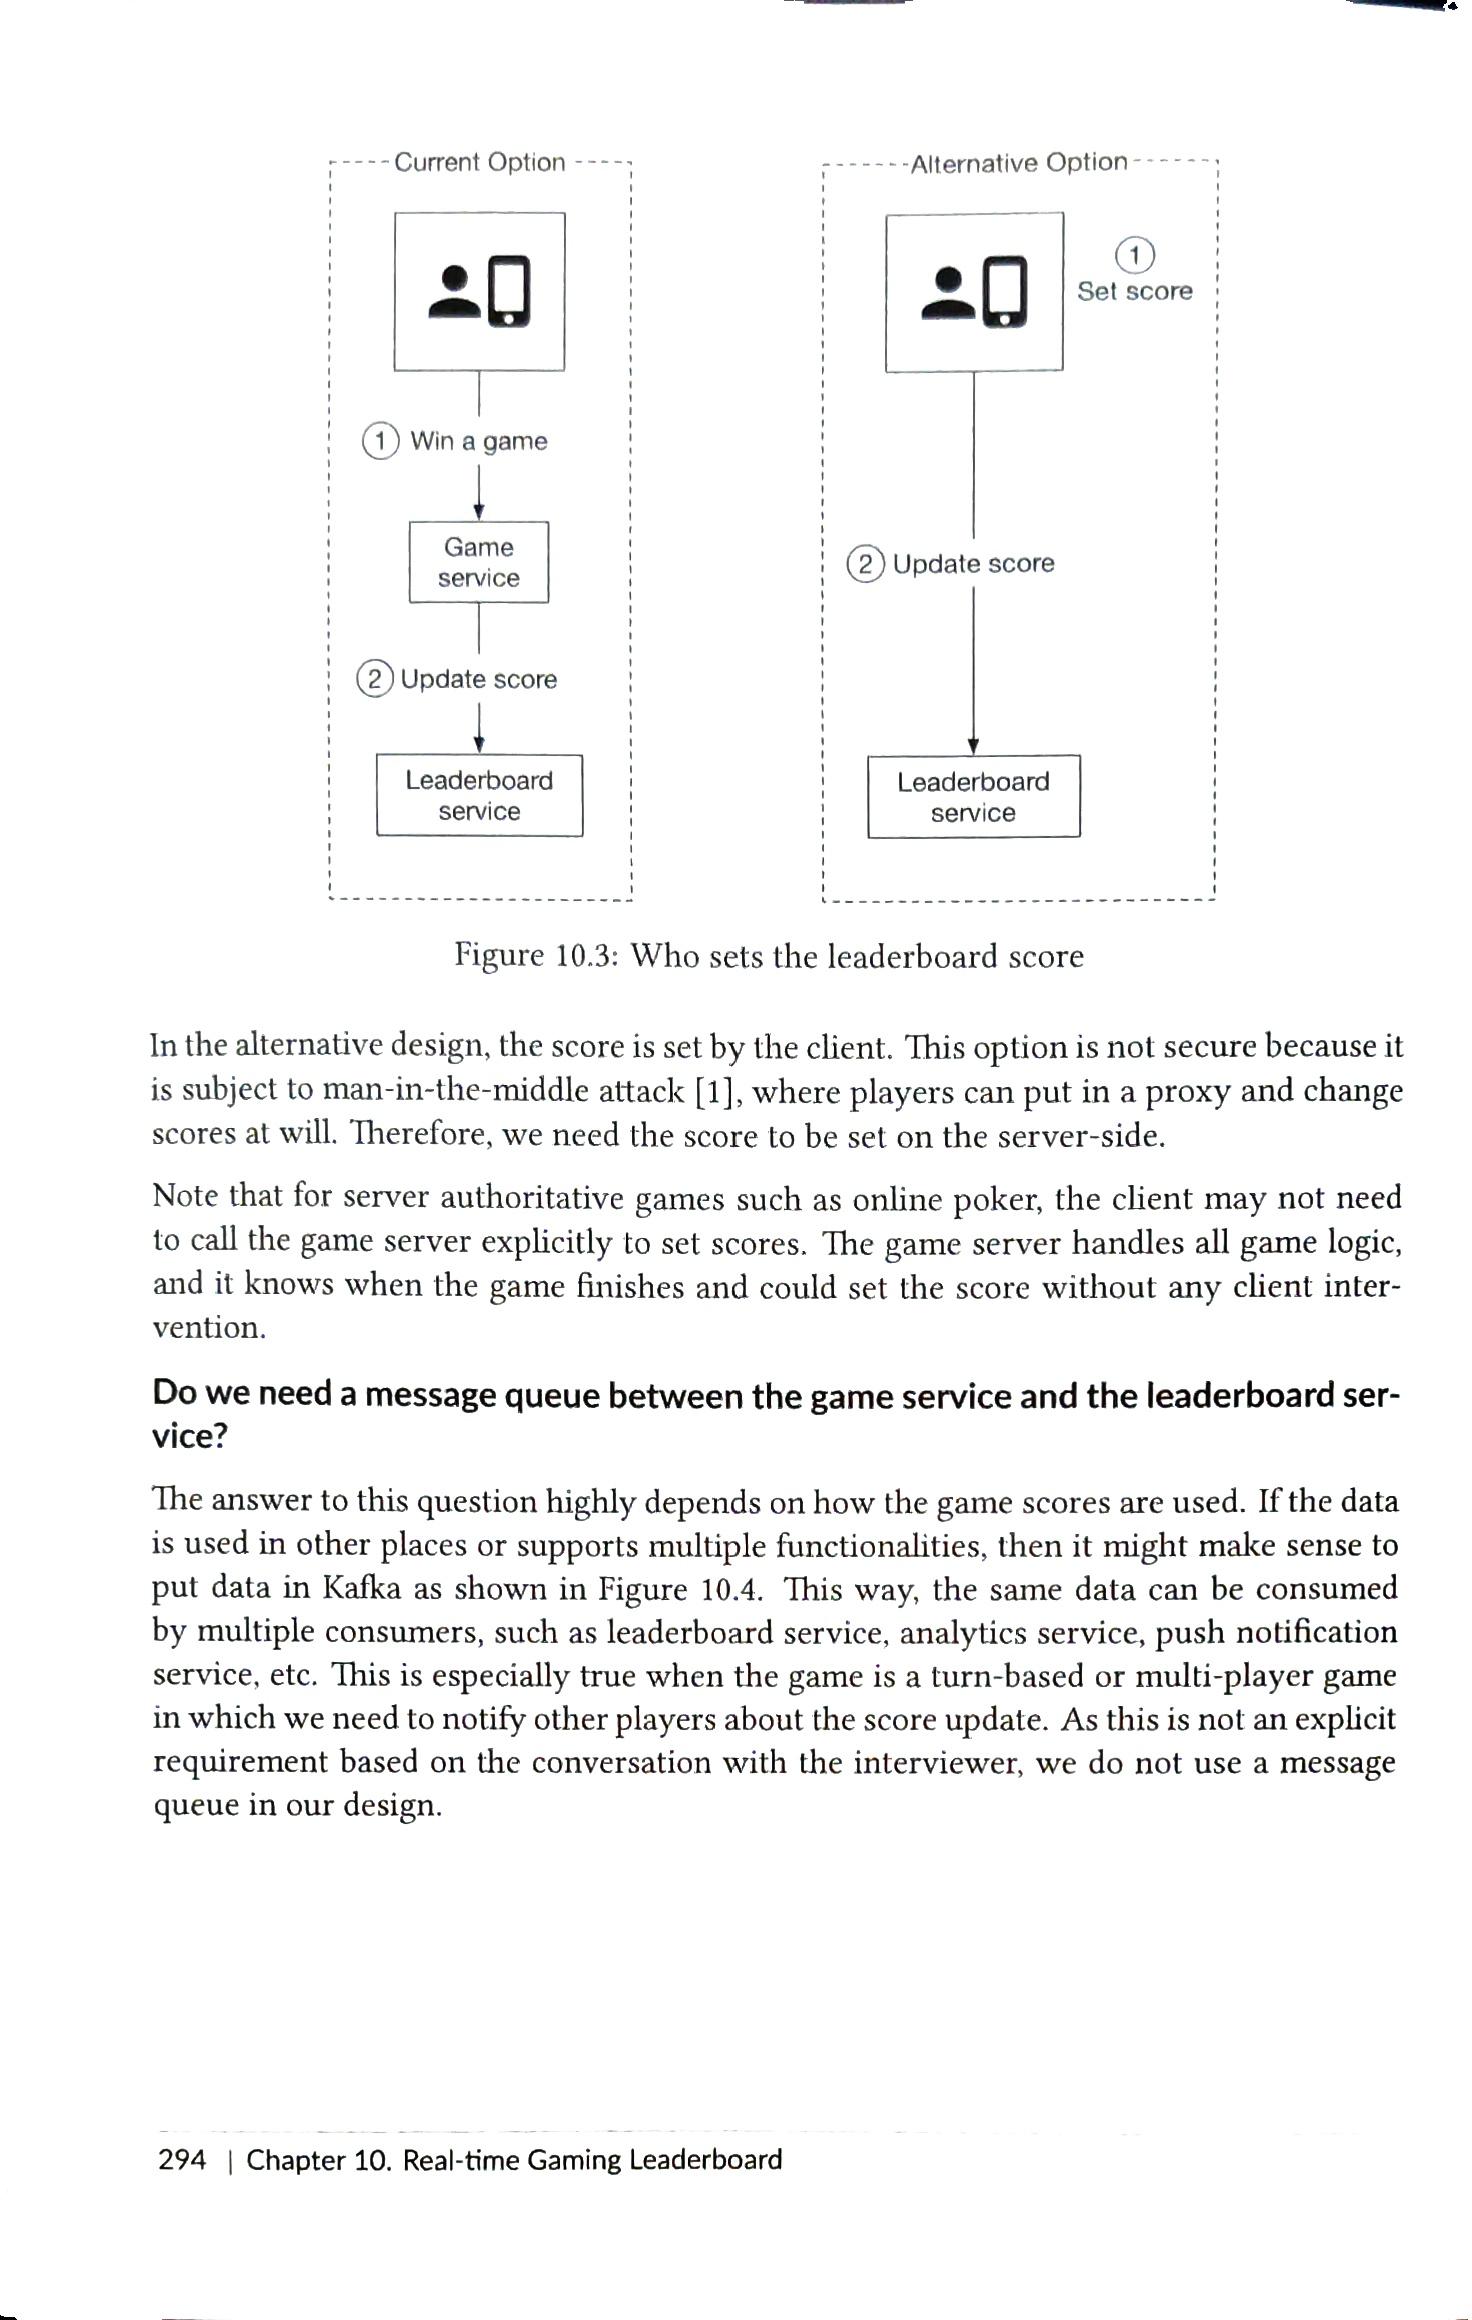 Current Option
1 Win a game
Game
service
2 Update score
Leaderboard
service
Alternative Option
1
Set score
2 Update score
Leaderboard
service
Figure 10.3: Who sets the leaderboard score
In the alternative design, the score is set by the client. This option is not secure because it
is subject to man-in-the-middle attack [1], where players can put in a proxy and change
scores at will. Therefore, we need the score to be set on the server-side.
Note that for server authoritative games such as online poker, the client may not need
to call the game server explicitly to set scores. The game server handles all game logic,
and it knows when the game finishes and could set the score without any client inter-
vention.
Do we need a message queue between the game service and the leaderboard ser-
vice?
The answer to this question highly depends on how the game scores are used. If the data
is used in other places or supports multiple functionalities, then it might make sense to
put data in Kafka as shown in Figure 10.4. This way, the same data can be consumed
by multiple consumers, such as leaderboard service, analytics service, push notification
service, etc. This is especially true when the game is a turn-based or multi-player game
in which we need to notify other players about the score update. As this is not an explicit
requirement based on the conversation with the interviewer, we do not use a message
queue in our design.
294 | Chapter 10. Real-time Gaming Leaderboard